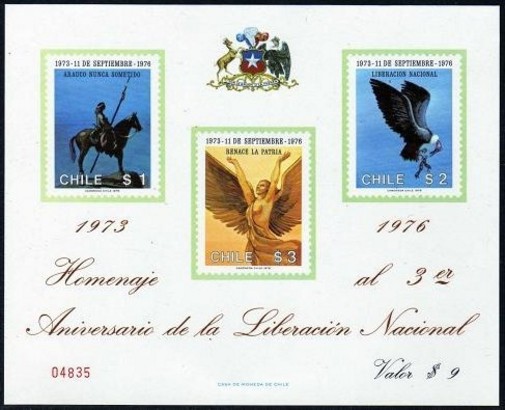 1973-11 DE SEPTIEMBRE-1976
ARAUCO NUNCA SOMETIDO
CHILE $ 1
1973-11 DE SEPTIEMBRE-1976
LIBERACION NACIONAL
CHILE $ 2
1973-11 DE SEPTIEMBRE-1976
RENACE LA PATRIA
CHILE $ 3
1973 1976
Homenaje al 3er
Aniversario de la Liberación Nacional
04835
Valor $ 9
CASA DE MONEDA DE CHILE